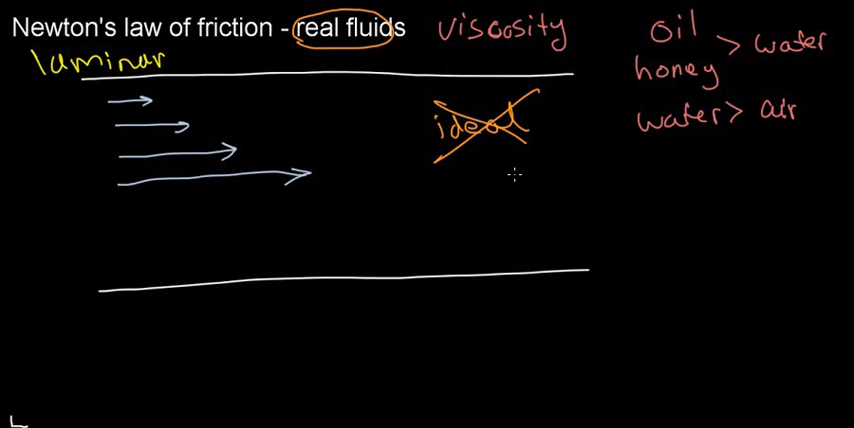 Newton's law of friction - real fluids viscosity
laminar
oil
honey > water
water > air
ideal